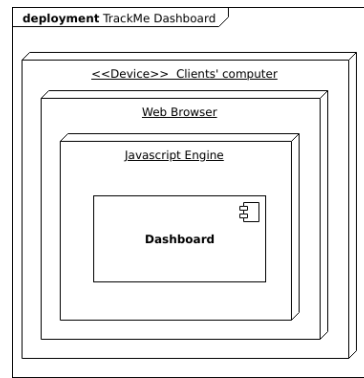 deployment TrackMe Dashboard
<<Device>> Clients' computer
Web Browser
Javascript Engine
Dashboard